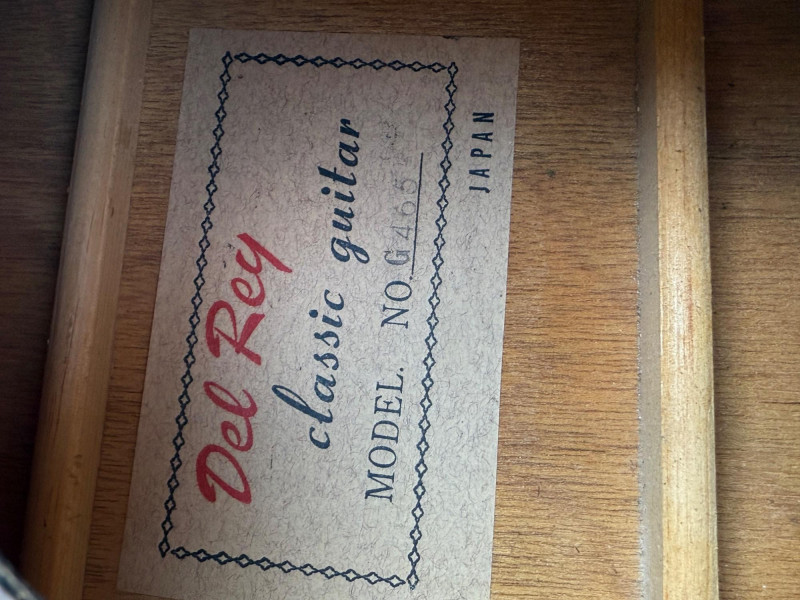 Del Rey
classic guitar
MODEL. NO. G465
JAPAN